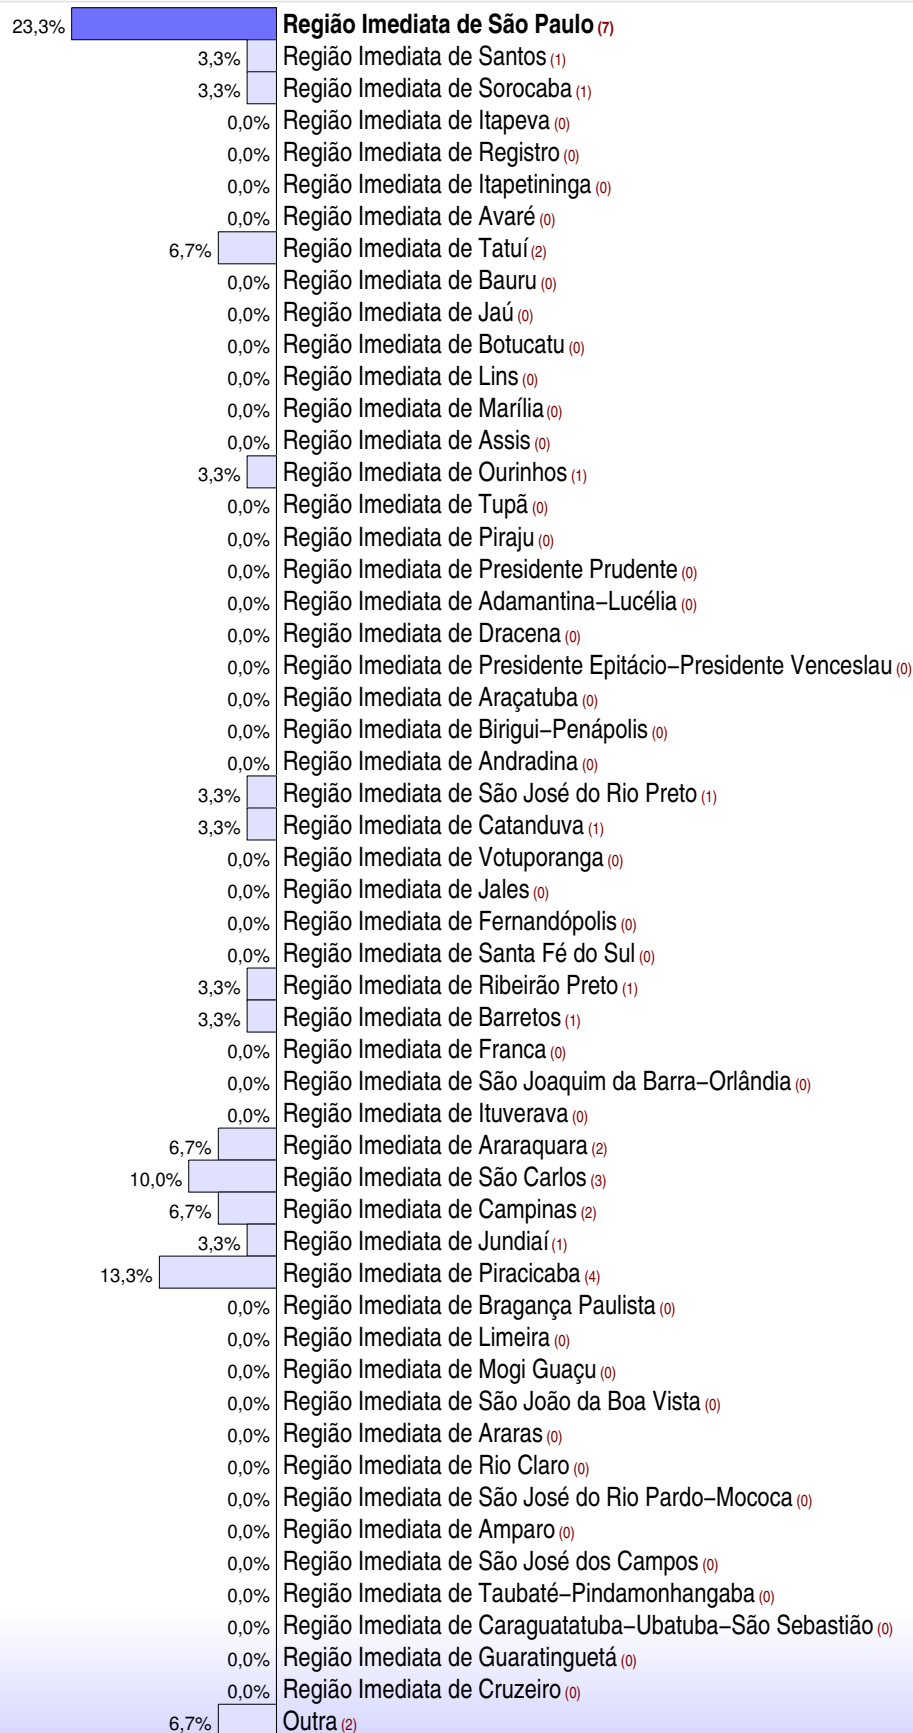 23,3% Região Imediata de São Paulo (7)
3,3% Região Imediata de Santos (1)
3,3% Região Imediata de Sorocaba (1)
0,0% Região Imediata de Itapeva (0)
0,0% Região Imediata de Registro (0)
0,0% Região Imediata de Itapetininga (0)
0,0% Região Imediata de Avaré (0)
6,7% Região Imediata de Tatuí (2)
0,0% Região Imediata de Bauru (0)
0,0% Região Imediata de Jaú (0)
0,0% Região Imediata de Botucatu (0)
0,0% Região Imediata de Lins (0)
0,0% Região Imediata de Marília (0)
0,0% Região Imediata de Assis (0)
3,3% Região Imediata de Ourinhos (1)
0,0% Região Imediata de Tupã (0)
0,0% Região Imediata de Piraju (0)
0,0% Região Imediata de Presidente Prudente (0)
0,0% Região Imediata de Adamantina–Lucélia (0)
0,0% Região Imediata de Dracena (0)
0,0% Região Imediata de Presidente Epitácio–Presidente Venceslau (0)
0,0% Região Imediata de Araçatuba (0)
0,0% Região Imediata de Birigui–Penápolis (0)
0,0% Região Imediata de Andradina (0)
3,3% Região Imediata de São José do Rio Preto (1)
3,3% Região Imediata de Catanduva (1)
0,0% Região Imediata de Votuporanga (0)
0,0% Região Imediata de Jales (0)
0,0% Região Imediata de Fernandópolis (0)
0,0% Região Imediata de Santa Fé do Sul (0)
3,3% Região Imediata de Ribeirão Preto (1)
3,3% Região Imediata de Barretos (1)
0,0% Região Imediata de Franca (0)
0,0% Região Imediata de São Joaquim da Barra–Orlândia (0)
0,0% Região Imediata de Ituverava (0)
6,7% Região Imediata de Araraquara (2)
10,0% Região Imediata de São Carlos (3)
6,7% Região Imediata de Campinas (2)
3,3% Região Imediata de Jundiaí (1)
13,3% Região Imediata de Piracicaba (4)
0,0% Região Imediata de Bragança Paulista (0)
0,0% Região Imediata de Limeira (0)
0,0% Região Imediata de Mogi Guaçu (0)
0,0% Região Imediata de São João da Boa Vista (0)
0,0% Região Imediata de Araras (0)
0,0% Região Imediata de Rio Claro (0)
0,0% Região Imediata de São José do Rio Pardo–Mococa (0)
0,0% Região Imediata de Amparo (0)
0,0% Região Imediata de São José dos Campos (0)
0,0% Região Imediata de Taubaté–Pindamonhangaba (0)
0,0% Região Imediata de Caraguatatuba–Ubatuba–São Sebastião (0)
0,0% Região Imediata de Guaratinguetá (0)
0,0% Região Imediata de Cruzeiro (0)
6,7% Outra (2)